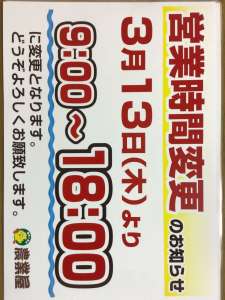 営業時間変更のお知らせ
3月13日(木)より
9:00～18:00
に変更となります。
どうぞよろしくお願致します。
農業屋